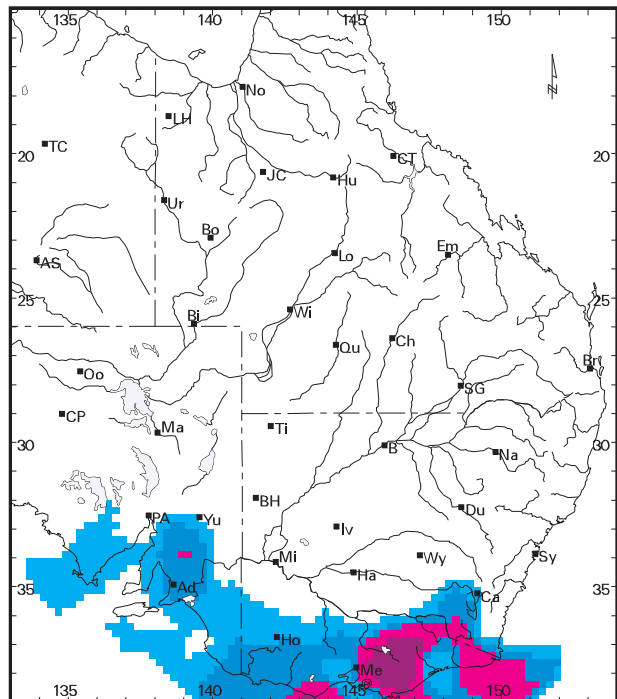 135 140 145 150
No
LH
TC
20 CT 20
JC Hu
Ur
Bo
Em
AS Lo
25 Wi 25
Bi
Qu Ch
Br
Oo
SG
CP
Ma Ti
30 B 30
Na
BH
PA Yu Iv Du
Mi Wy Sy
Ha
35 Ad Ca 35
Ho
Me
135 140 145 150